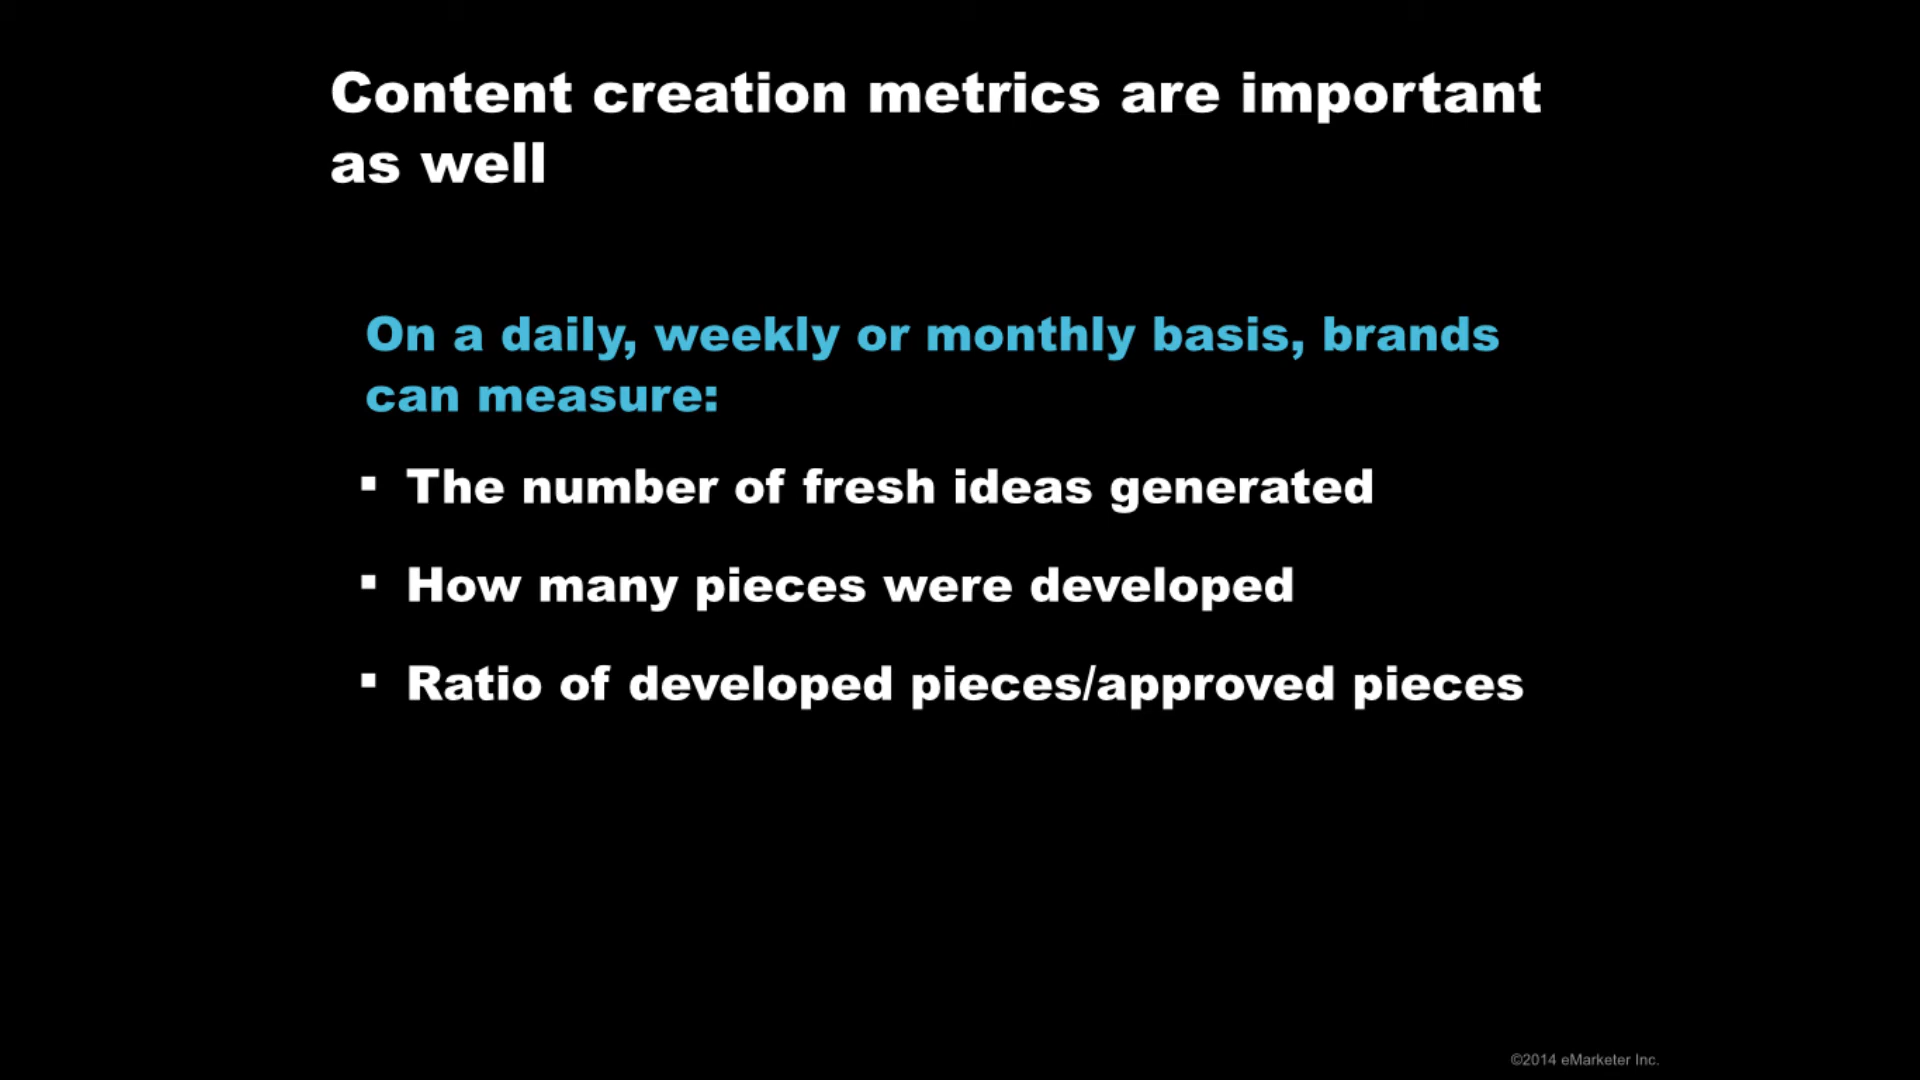 Content creation metrics are important
as well
On a daily, weekly or monthly basis, brands
can measure:
▪ The number of fresh ideas generated
▪ How many pieces were developed
▪ Ratio of developed pieces/approved pieces
©2014 eMarketer Inc.